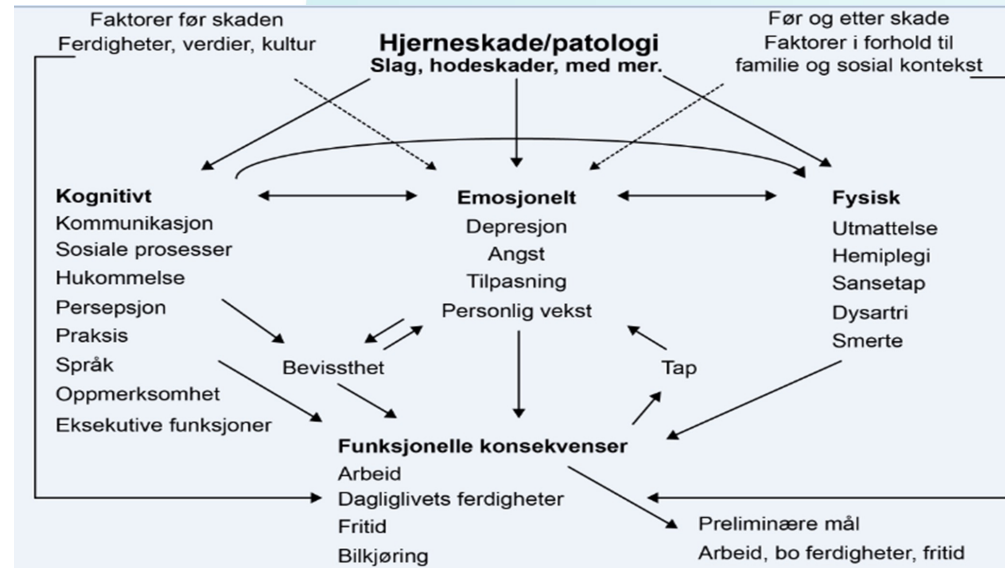 Faktorer før skaden
Ferdigheter, verdier, kultur
Hjerneskade/patologi
Slag, hodeskader, med mer.
Før og etter skade
Faktorer i forhold til
familie og sosial kontekst
Kognitivt
Kommunikasjon
Sosiale prosesser
Hukommelse
Persepsjon
Praksis
Språk
Oppmerksomhet
Eksekutive funksjoner
Emosjonelt
Depresjon
Angst
Tilpasning
Personlig vekst
Fysisk
Utmattelse
Hemiplegi
Sansetap
Dysartri
Smerte
Bevissthet
Tap
Funksjonelle konsekvenser
Arbeid
Dagliglivets ferdigheter
Fritid
Bilkjøring
Preliminære mål
Arbeid, bo ferdigheter, fritid